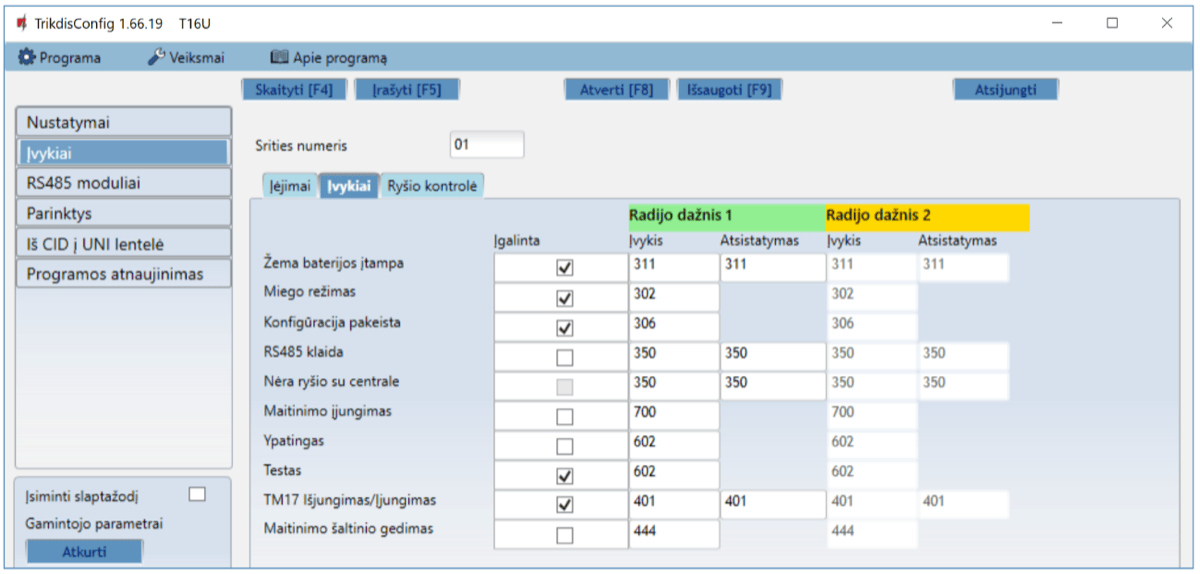 TrikdisConfig 1.66.19 T16U
Programa Veiksmai Apie programą
Skaityti [F4] Įrašyti [F5] Atverti [F8] Išsaugoti [F9] Atsijungti
Nustatymai
Įvykiai
RS485 moduliai
Parinktys
Iš CID į UNI lentelė
Programos atnaujinimas
Įsiminti slaptažodį
Gamintojo parametrai
Atkurti
Srities numeris 01
Įėjimai Įvykiai Ryšio kontrolė
Radijo dažnis 1 Radijo dažnis 2
Įgalinta Įvykis Atsistatymas Įvykis Atsistatymas
Žema baterijos įtampa 311 311 311 311
Miego režimas 302 302
Konfigūracija pakeista 306 306
RS485 klaida 350 350 350 350
Nėra ryšio su centrale 350 350 350 350
Maitinimo įjungimas 700 700
Ypatingas 602 602
Testas 602 602
TM17 Išjungimas/Įjungimas 401 401 401 401
Maitinimo šaltinio gedimas 444 444